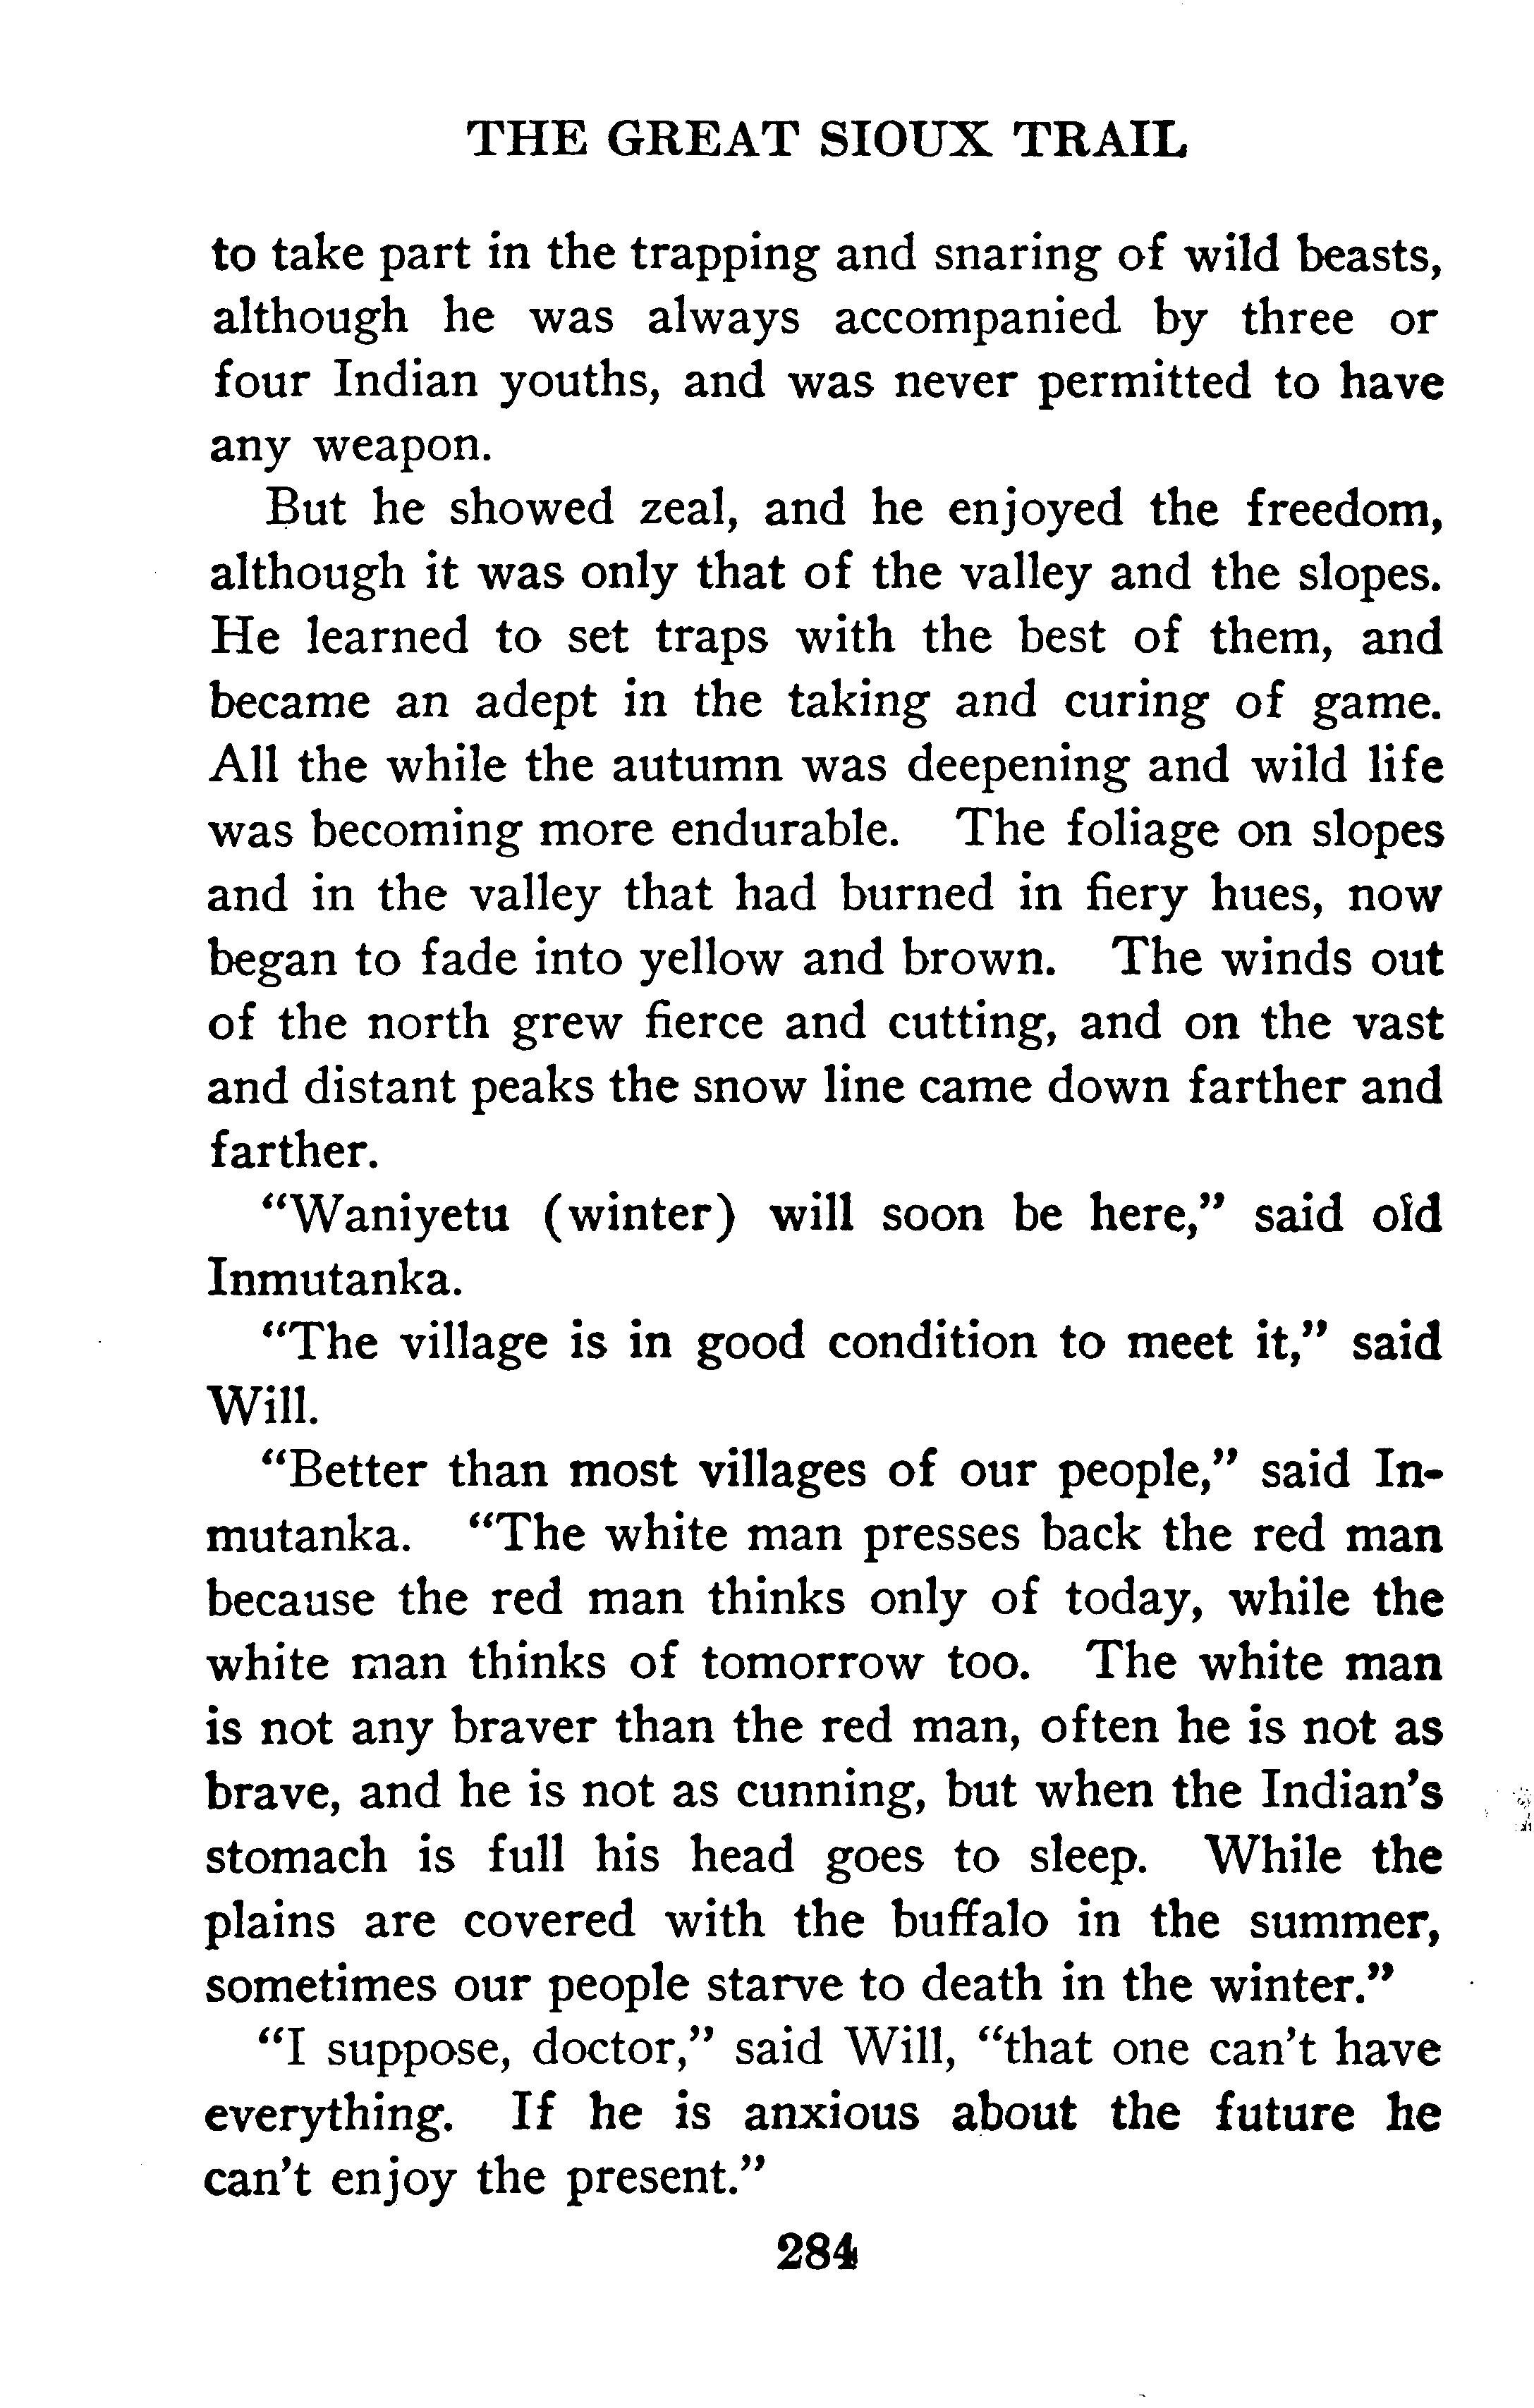 THE GREAT SIOUX TRAIL
to take part in the trapping and snaring of wild beasts,
although he was always accompanied by three or
four Indian youths, and was never permitted to have
any weapon.
But he showed zeal, and he enjoyed the freedom,
although it was only that of the valley and the slopes.
He learned to set traps with the best of them, and
became an adept in the taking and curing of game.
All the while the autumn was deepening and wild life
was becoming more endurable. The foliage on slopes
and in the valley that had burned in fiery hues, now
began to fade into yellow and brown. The winds out
of the north grew fierce and cutting, and on the vast
and distant peaks the snow line came down farther and
farther.
"Waniyetu (winter) will soon be here," said old
Inmutanka.
"The village is in good condition to meet it," said
Will.
"Better than most villages of our people," said In-
mutanka. "The white man presses back the red man
because the red man thinks only of today, while the
white man thinks of tomorrow too. The white man
is not any braver than the red man, often he is not as
brave, and he is not as cunning, but when the Indian's
stomach is full his head goes to sleep. While the
plains are covered with the buffalo in the summer,
sometimes our people starve to death in the winter."
"I suppose, doctor," said Will, "that one can't have
everything. If he is anxious about the future he
can't enjoy the present."
284